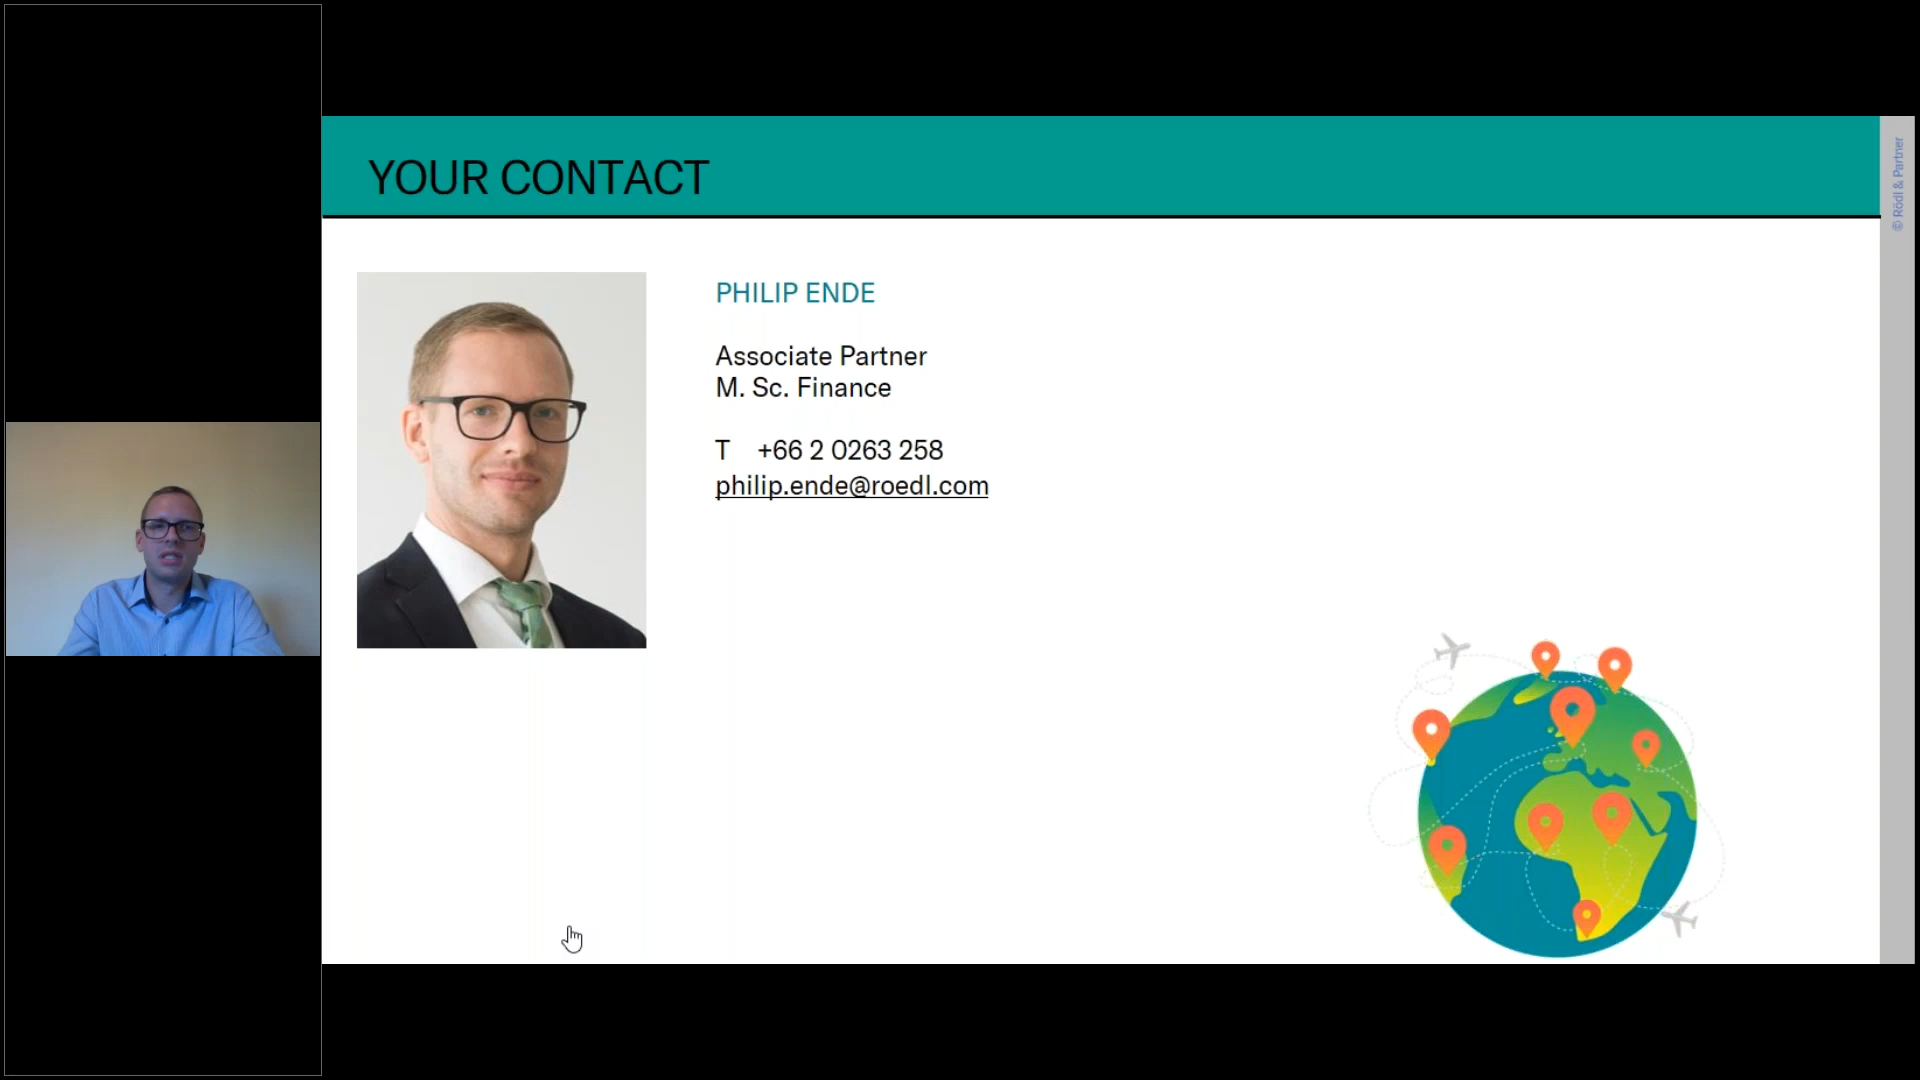 YOUR CONTACT
© Rödl & Partner
PHILIP ENDE
Associate Partner
M. Sc. Finance
T +66 2 0263 258
philip.ende@roedl.com